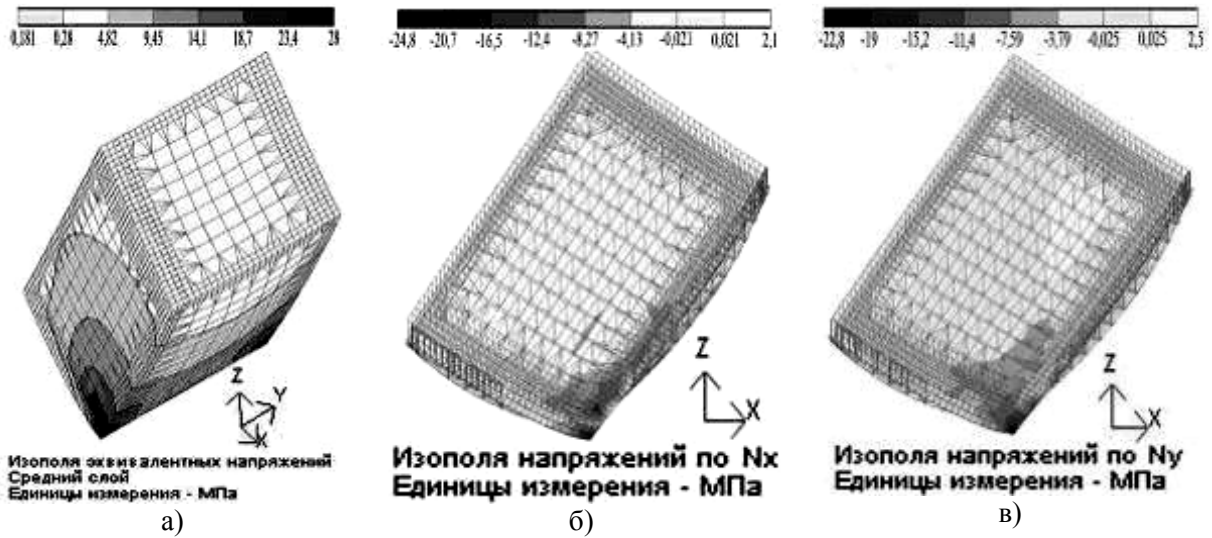 0,181 0,28 4,82 9,45 14,1 18,7 23,4 28
-24,8 -20,7 -16,5 -12,4 -8,27 -4,13 -0,021 0,021 2,1
-22,8 -19 -15,2 -11,4 -7,59 -3,79 -0,025 0,025 2,5
Z
Y
X
Z
X
Z
X
Изополя эквивалентных напряжений
Средний слой
Единицы измерения - МПа
а)
Изополя напряжений по Nx
Единицы измерения - МПа
б)
Изополя напряжений по Ny
Единицы измерения - МПа
в)